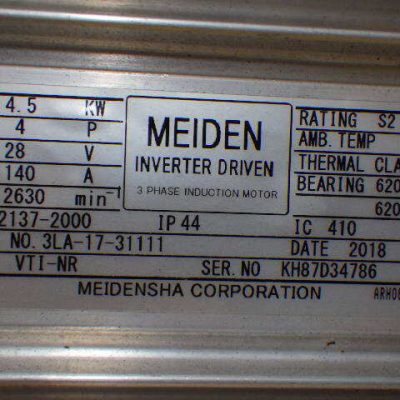 4.5 KW
4 P
28 V
140 A
2630 min-1
MEIDEN
INVERTER DRIVEN
3 PHASE INDUCTION MOTOR
RATING S2
AMB. TEMP
THERMAL CLA
BEARING 620
620
2137-2000 IP 44 IC 410
NO. 3LA-17-31111 DATE 2018
VTI-NR SER. NO KH87D34786
MEIDENSHA CORPORATION ARH06